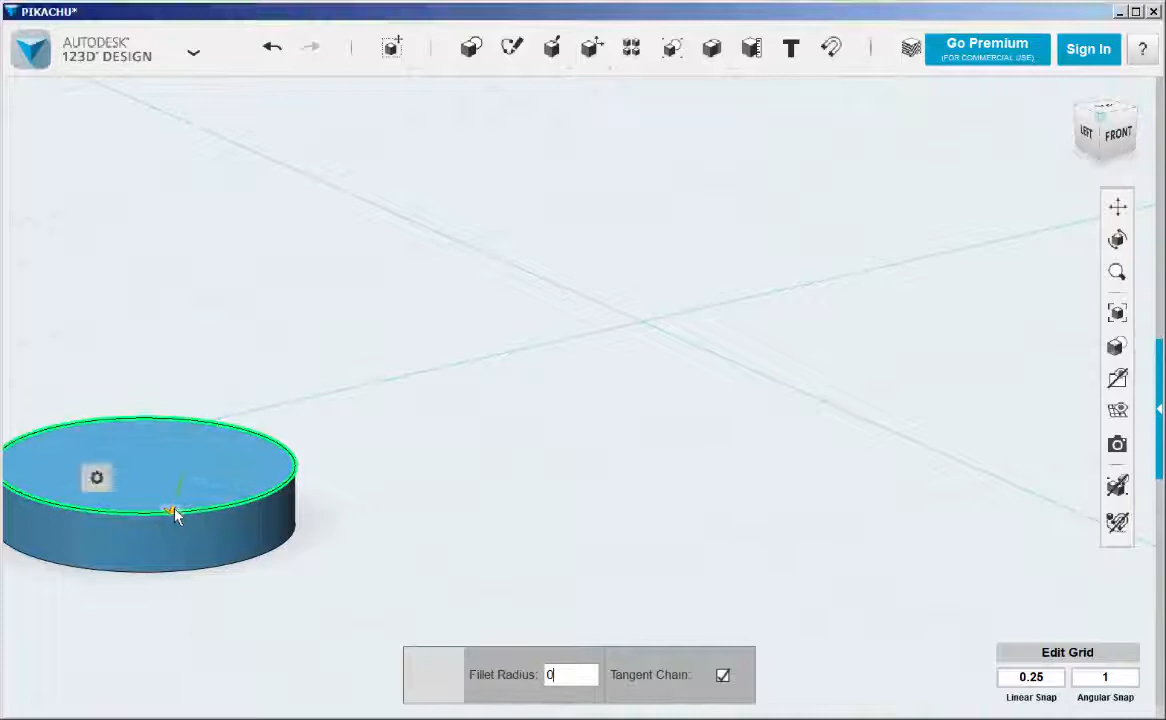 PIKACHU*
AUTODESK®
123D® DESIGN
Go Premium
(FOR COMMERCIAL USE)
Sign In
?
LEFT
FRONT
Fillet Radius: 0
Tangent Chain:
Edit Grid
0.25
1
Linear Snap
Angular Snap